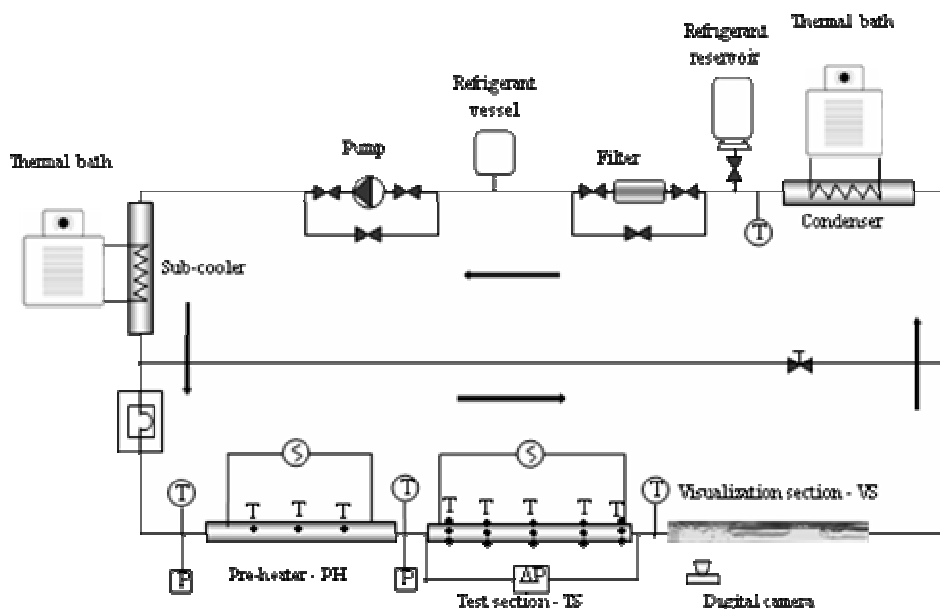 Thermal bath
Refrigerant
reservoir
Refrigerant
vessel
Pump
Filter
Thermal bath
T
Condenser
Sub-cooler
T
S
S
T
T
T
T
T
T
T
T
T
T
T
Visualization section - VS
P
Pre-heater - PH
P
ΔP
Test section - TS
Digital camera